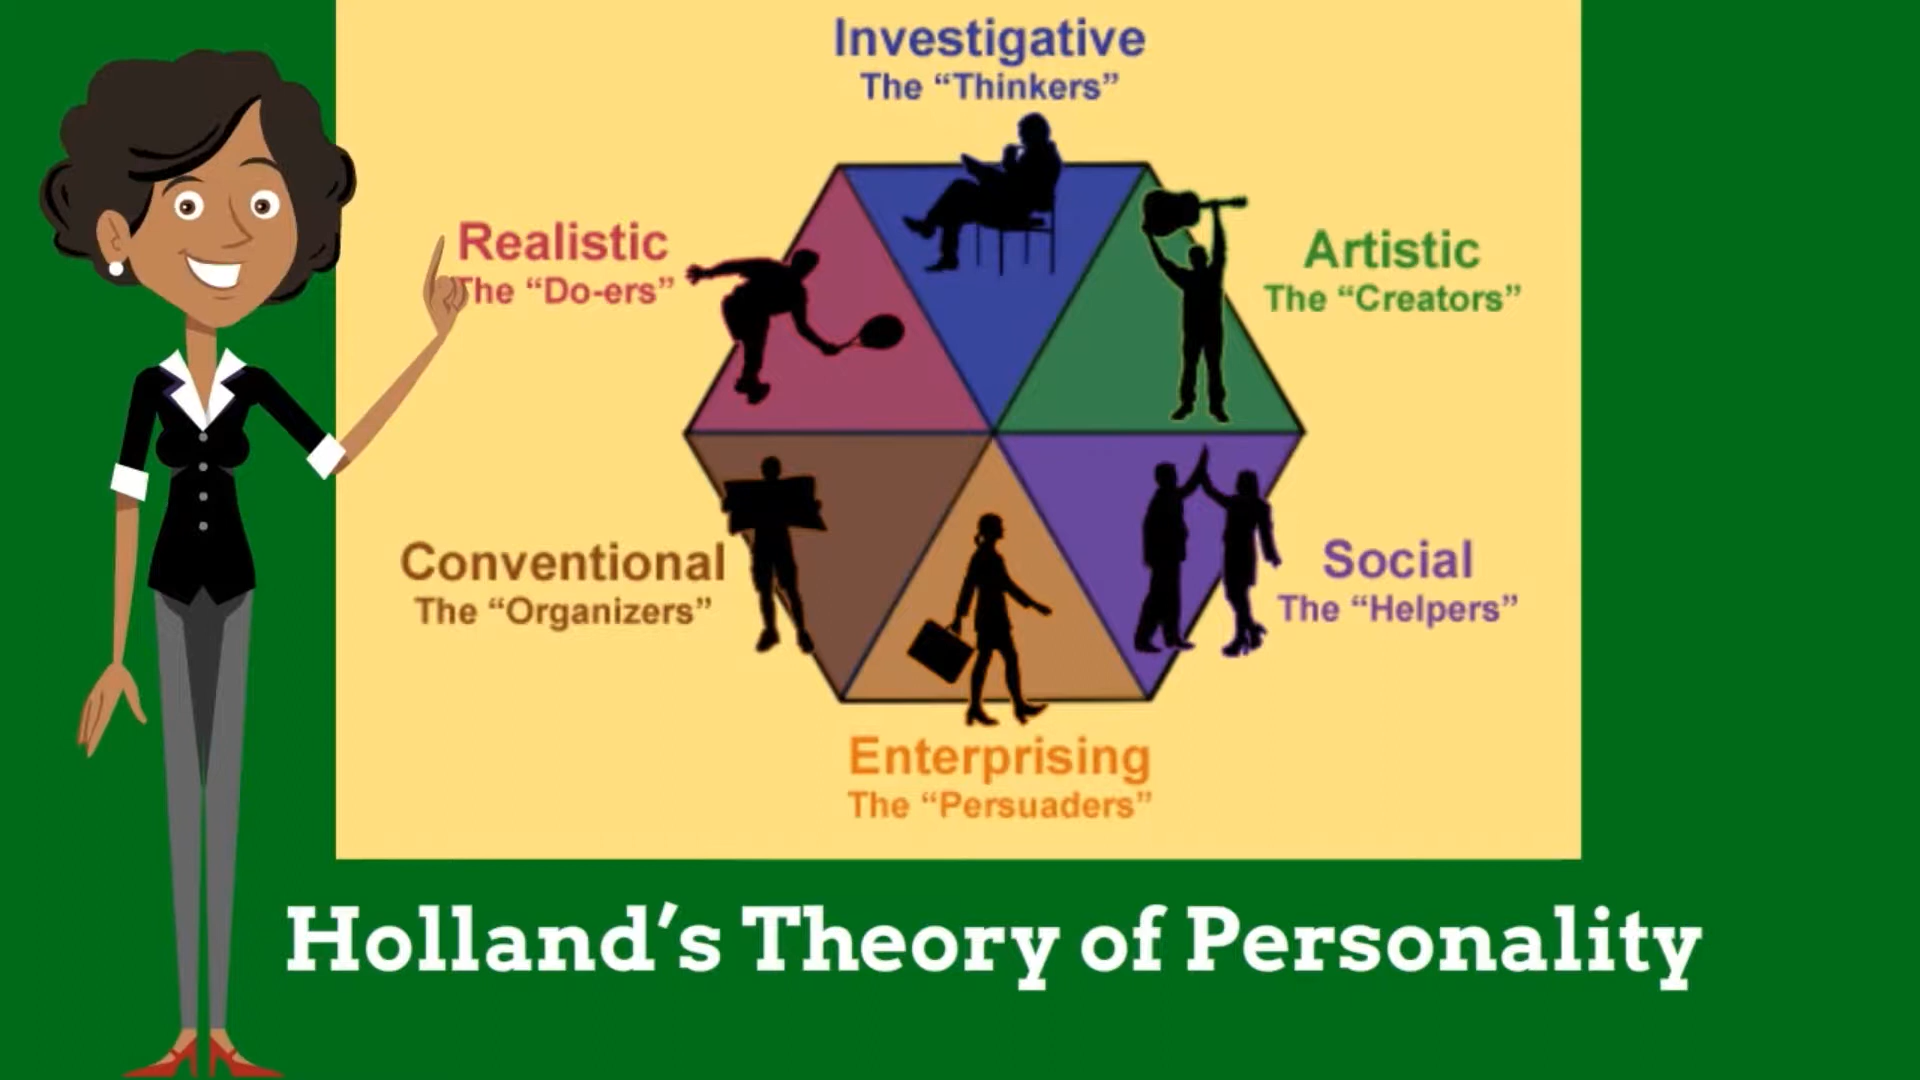 Investigative
The “Thinkers”
Realistic
The “Do-ers”
Artistic
The “Creators”
Conventional
The “Organizers”
Social
The “Helpers”
Enterprising
The “Persuaders”
Holland’s Theory of Personality